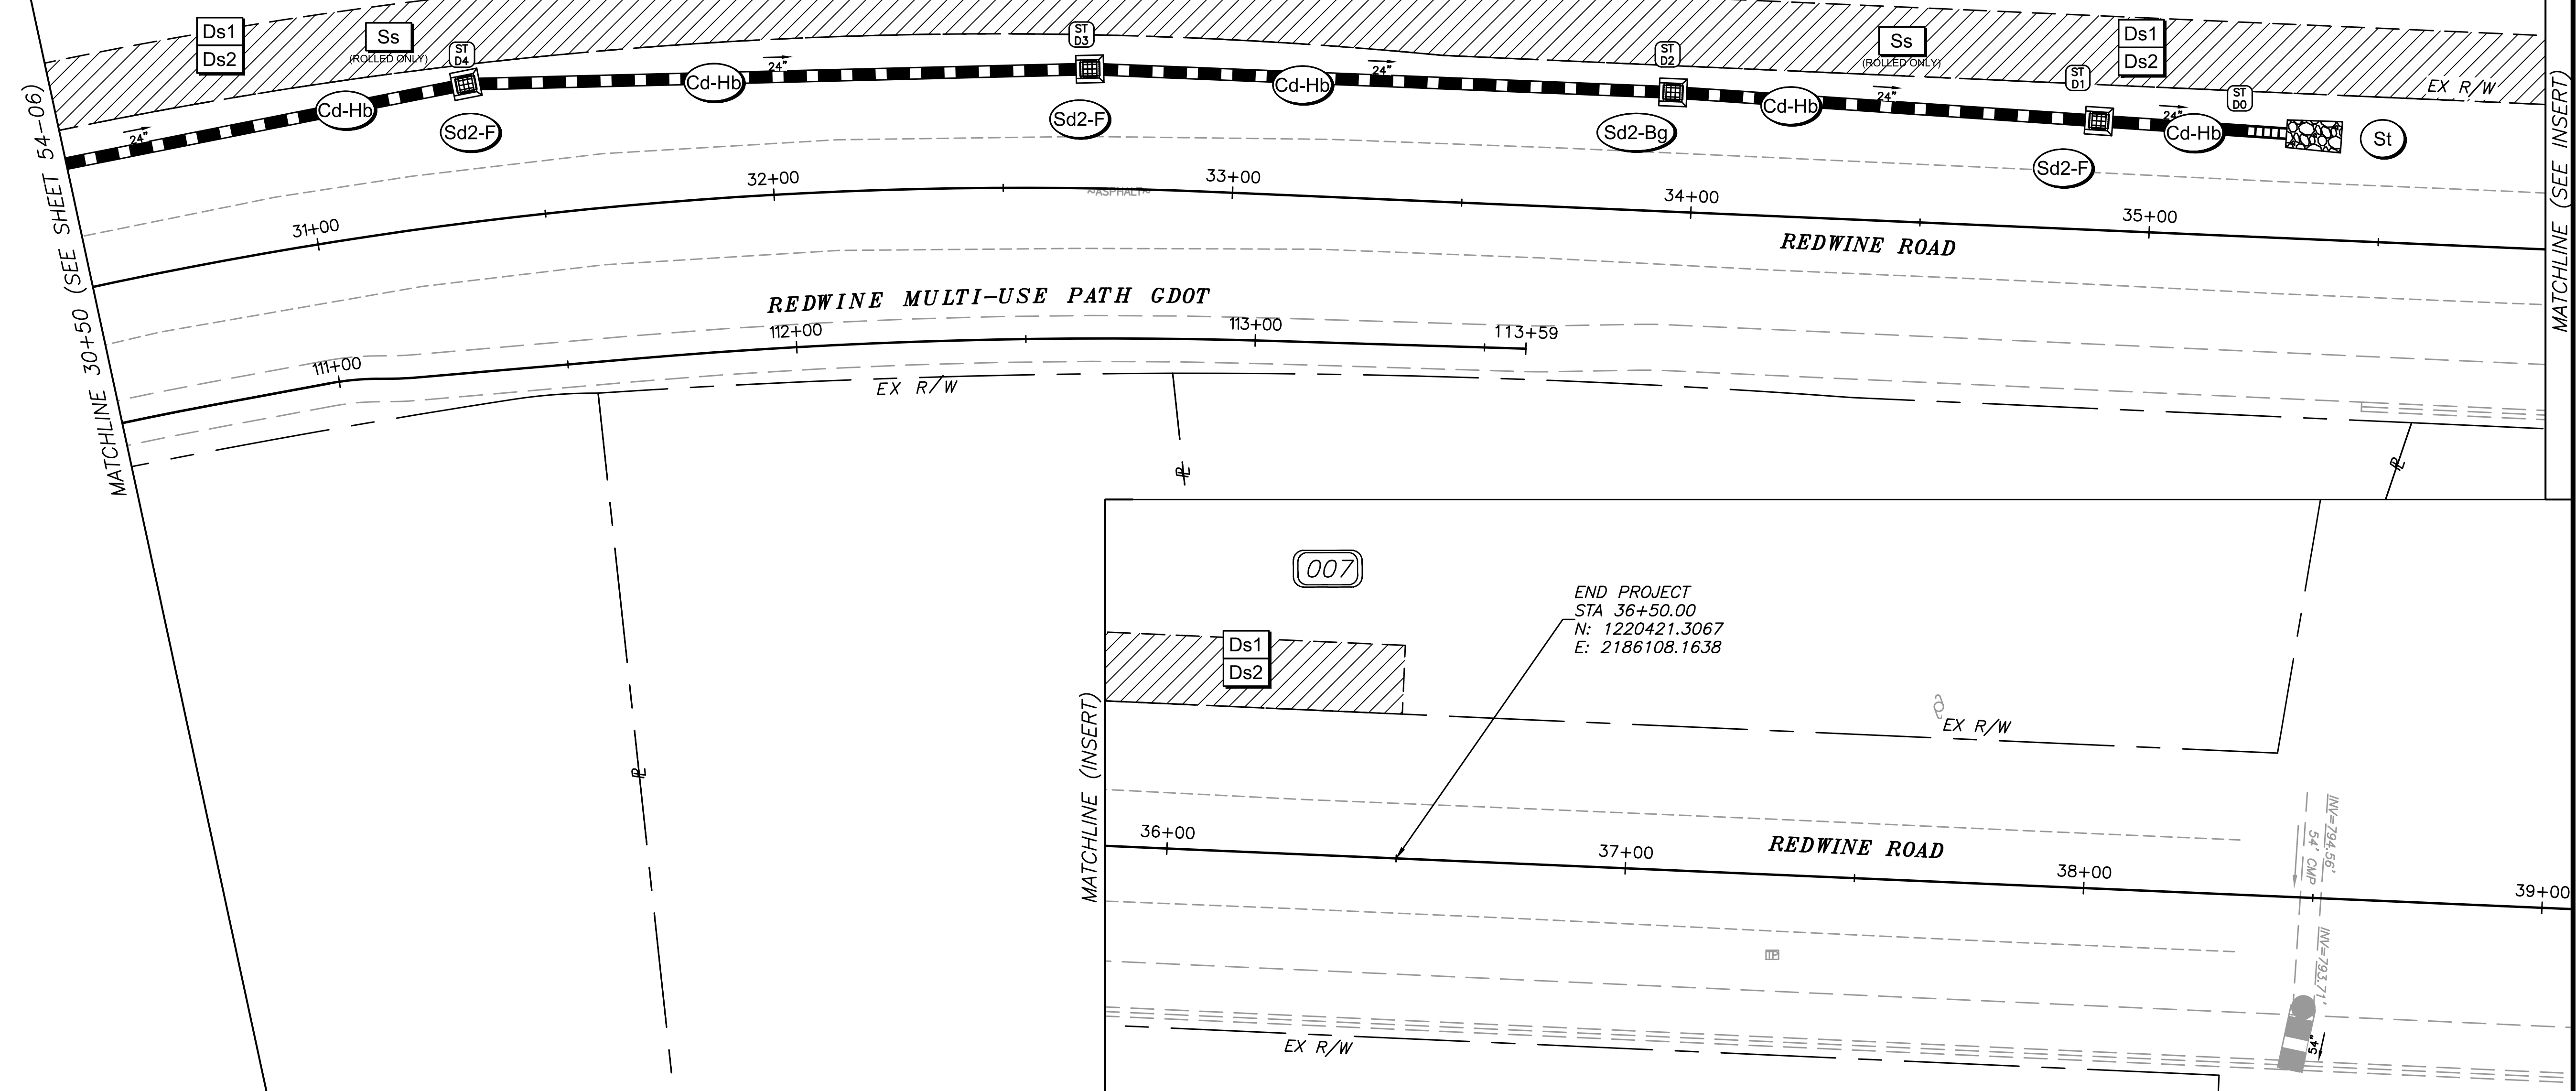 Ds1
Ds2
Ss
(ROLLED ONLY)
ST
D4
24"
ST
D3
24"
ST
D2
Ss
(ROLLED ONLY)
24"
ST
D1
Ds1
Ds2
24"
ST
D0
EX R/W
24"
Cd-Hb
Sd2-F
Cd-Hb
Sd2-F
Cd-Hb
Sd2-Bg
Cd-Hb
Sd2-F
Cd-Hb
St
MATCHLINE 30+50 (SEE SHEET 54-06)
MATCHLINE (SEE INSERT)
31+00
32+00
~ASPHALT~
33+00
34+00
35+00
REDWINE ROAD
REDWINE MULTI-USE PATH GDOT
111+00
112+00
113+00
113+59
EX R/W
PL
PL
PL
007
END PROJECT
STA 36+50.00
N: 1220421.3067
E: 2186108.1638
Ds1
Ds2
MATCHLINE (INSERT)
EX R/W
INV=794.56'
54' CMP
36+00
37+00
REDWINE ROAD
38+00
39+00
TP
INV=793.71'
54"
EX R/W